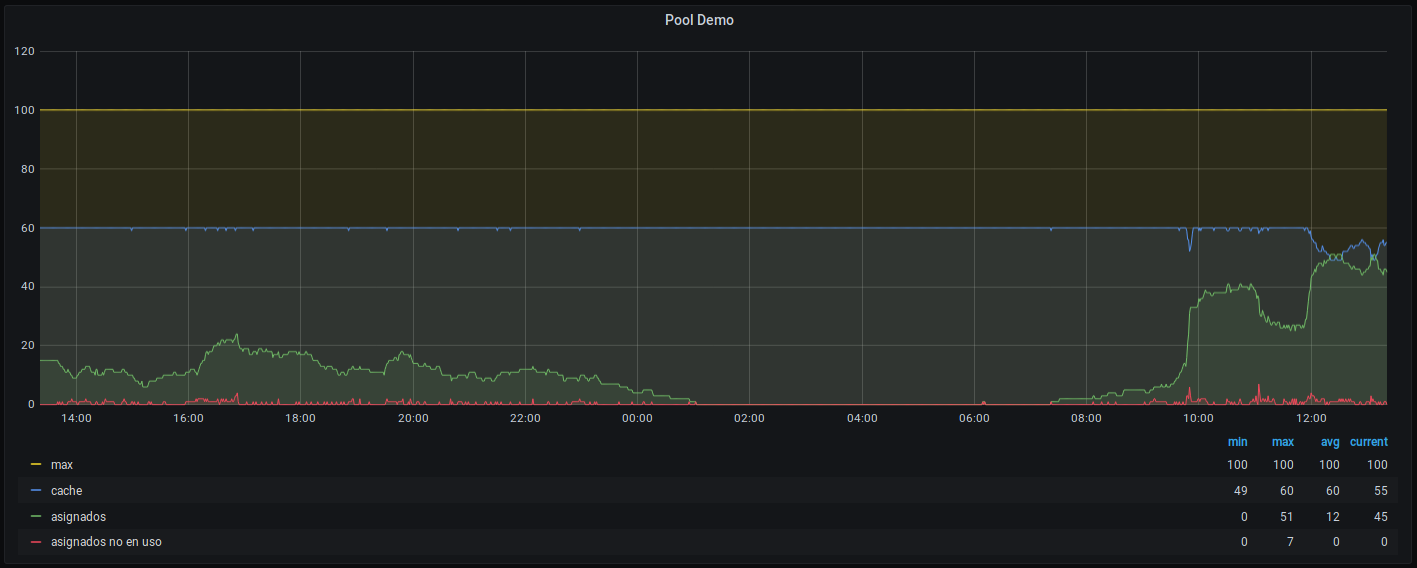 Pool Demo
120
100
80
60
40
20
0
14:00 16:00 18:00 20:00 22:00 00:00 02:00 04:00 06:00 08:00 10:00 12:00
min max avg current
max 100 100 100 100
cache 49 60 60 55
asignados 0 51 12 45
asignados no en uso 0 7 0 0